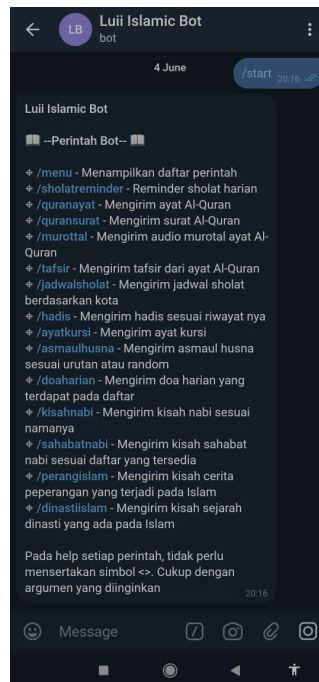 LB
Luii Islamic Bot
bot
4 June
/start 20:16
Luii Islamic Bot
--Perintah Bot--
/menu - Menampilkan daftar perintah
/sholatreminder - Reminder sholat harian
/quranayat - Mengirim ayat Al-Quran
/quransurat - Mengirim surat Al-Quran
/murottal - Mengirim audio murotal ayat Al-
Quran
/tafsir - Mengirim tafsir dari ayat Al-Quran
/jadwalsholat - Mengirim jadwal sholat
berdasarkan kota
/hadis - Mengirim hadis sesuai riwayat nya
/ayatkursi - Mengirim ayat kursi
/asmaulhusna - Mengirim asmaul husna
sesuai urutan atau random
/doaharian - Mengirim doa harian yang
terdapat pada daftar
/kisahnabi - Mengirim kisah nabi sesuai
namanya
/sahabatnabi - Mengirim kisah sahabat
nabi sesuai daftar yang tersedia
/perangislam - Mengirim kisah cerita
peperangan yang terjadi pada Islam
/dinastiislam - Mengirim kisah sejarah
dinasti yang ada pada Islam
Pada help setiap perintah, tidak perlu
mensertakan simbol <>. Cukup dengan
argumen yang diinginkan
20:16
Message